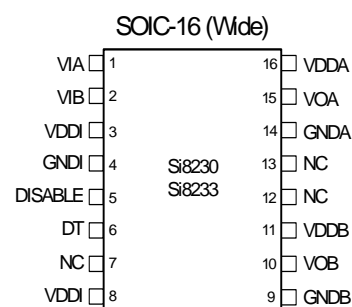 SOIC-16 (Wide)
VIA 1 16 VDDA
VIB 2 15 VOA
VDDI 3 14 GNDA
GNDI 4 Si8230 13 NC
Si8233
DISABLE 5 12 NC
DT 6 11 VDDB
NC 7 10 VOB
VDDI 8 9 GNDB